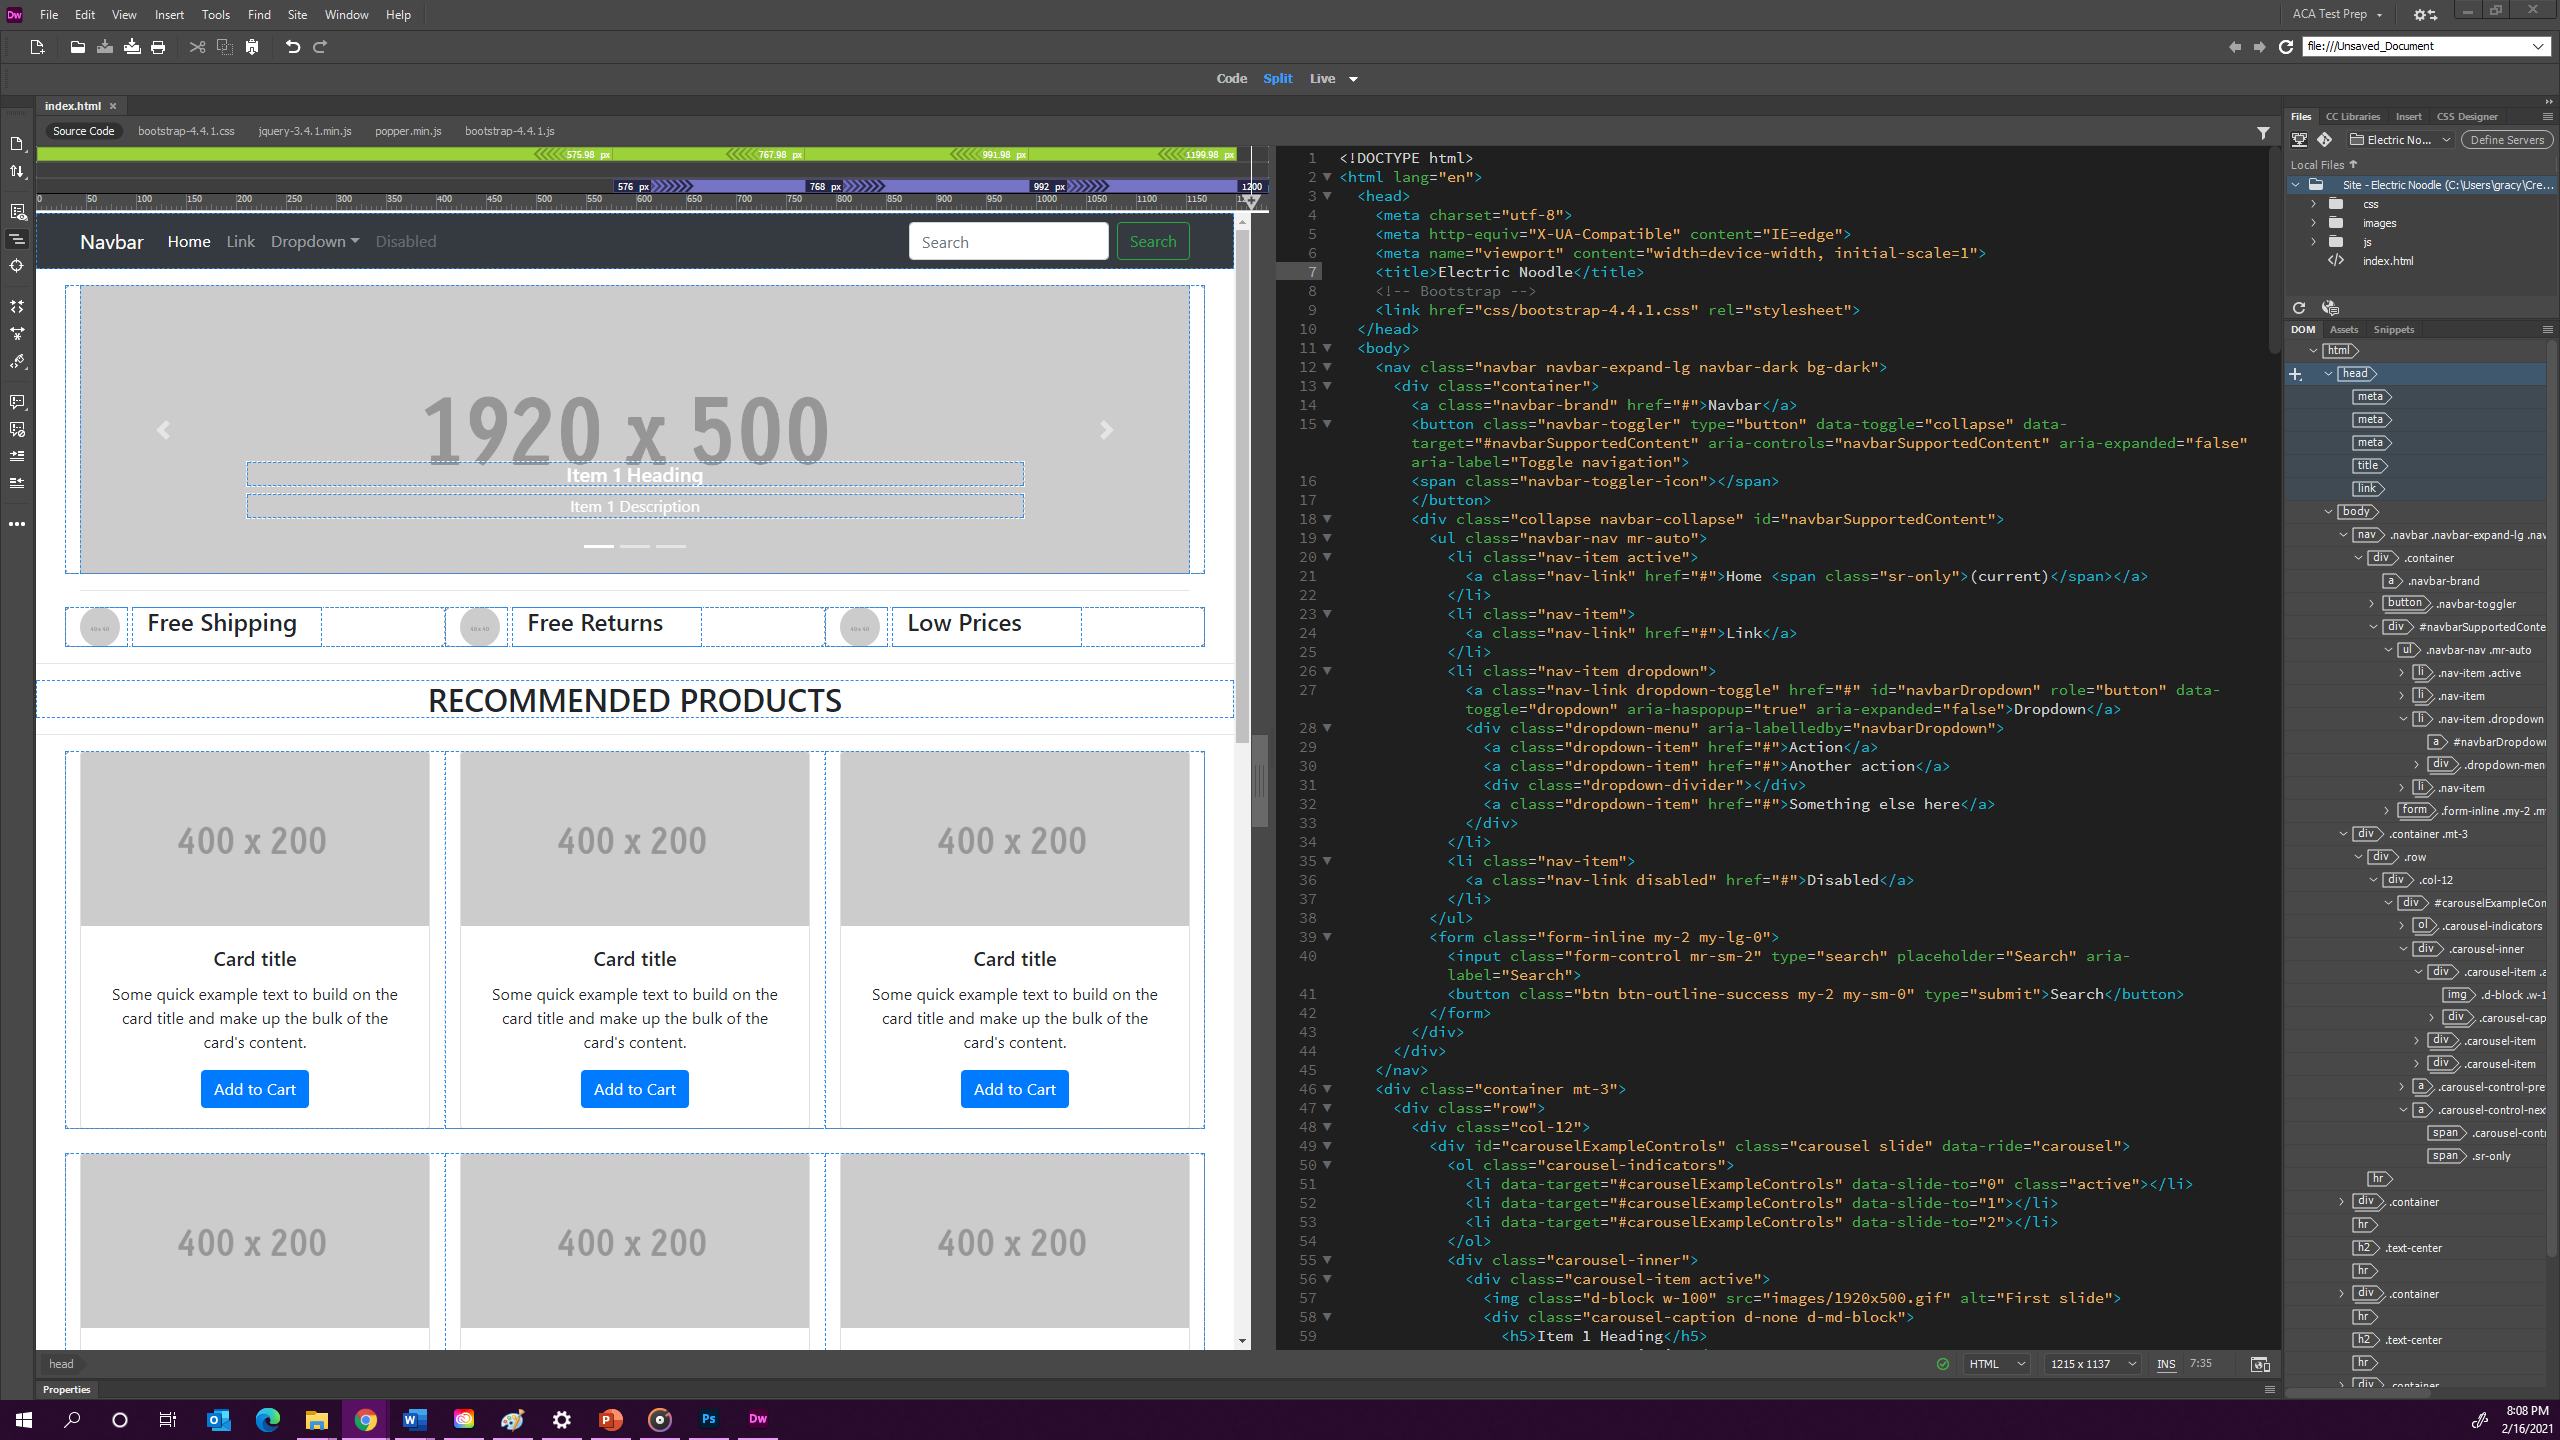 Dw File Edit View Insert Tools Find Site Window Help
ACA Test Prep
file:///Unsaved_Document
Code Split Live
index.html
Source Code bootstrap-4.4.1.css jquery-3.4.1.min.js popper.min.js bootstrap-4.4.1.js
575.98 px 767.98 px 991.98 px 1199.98 px
576 px 768 px 992 px 1200
0 50 100 150 200 250 300 350 400 450 500 550 600 650 700 750 800 850 900 950 1000 1050 1100 1150
Navbar Home Link Dropdown Disabled Search Search
1920 x 500
Item 1 Heading
Item 1 Description
40 x 40 Free Shipping 40 x 40 Free Returns 40 x 40 Low Prices
RECOMMENDED PRODUCTS
400 x 200 400 x 200 400 x 200
Card title Card title Card title
Some quick example text to build on the Some quick example text to build on the Some quick example text to build on the
card title and make up the bulk of the card title and make up the bulk of the card title and make up the bulk of the
card's content. card's content. card's content.
Add to Cart Add to Cart Add to Cart
400 x 200 400 x 200 400 x 200
head
Properties
1 <!DOCTYPE html>
2 <html lang="en">
3 <head>
4 <meta charset="utf-8">
5 <meta http-equiv="X-UA-Compatible" content="IE=edge">
6 <meta name="viewport" content="width=device-width, initial-scale=1">
7 <title>Electric Noodle</title>
8 <!-- Bootstrap -->
9 <link href="css/bootstrap-4.4.1.css" rel="stylesheet">
10 </head>
11 <body>
12 <nav class="navbar navbar-expand-lg navbar-dark bg-dark">
13 <div class="container">
14 <a class="navbar-brand" href="#">Navbar</a>
15 <button class="navbar-toggler" type="button" data-toggle="collapse" data-
target="#navbarSupportedContent" aria-controls="navbarSupportedContent" aria-expanded="false"
aria-label="Toggle navigation">
16 <span class="navbar-toggler-icon"></span>
17 </button>
18 <div class="collapse navbar-collapse" id="navbarSupportedContent">
19 <ul class="navbar-nav mr-auto">
20 <li class="nav-item active">
21 <a class="nav-link" href="#">Home <span class="sr-only">(current)</span></a>
22 </li>
23 <li class="nav-item">
24 <a class="nav-link" href="#">Link</a>
25 </li>
26 <li class="nav-item dropdown">
27 <a class="nav-link dropdown-toggle" href="#" id="navbarDropdown" role="button" data-
toggle="dropdown" aria-haspopup="true" aria-expanded="false">Dropdown</a>
28 <div class="dropdown-menu" aria-labelledby="navbarDropdown">
29 <a class="dropdown-item" href="#">Action</a>
30 <a class="dropdown-item" href="#">Another action</a>
31 <div class="dropdown-divider"></div>
32 <a class="dropdown-item" href="#">Something else here</a>
33 </div>
34 </li>
35 <li class="nav-item">
36 <a class="nav-link disabled" href="#">Disabled</a>
37 </li>
38 </ul>
39 <form class="form-inline my-2 my-lg-0">
40 <input class="form-control mr-sm-2" type="search" placeholder="Search" aria-
label="Search">
41 <button class="btn btn-outline-success my-2 my-sm-0" type="submit">Search</button>
42 </form>
43 </div>
44 </div>
45 </nav>
46 <div class="container mt-3">
47 <div class="row">
48 <div class="col-12">
49 <div id="carouselExampleControls" class="carousel slide" data-ride="carousel">
50 <ol class="carousel-indicators">
51 <li data-target="#carouselExampleControls" data-slide-to="0" class="active"></li>
52 <li data-target="#carouselExampleControls" data-slide-to="1"></li>
53 <li data-target="#carouselExampleControls" data-slide-to="2"></li>
54 </ol>
55 <div class="carousel-inner">
56 <div class="carousel-item active">
57 <img class="d-block w-100" src="images/1920x500.gif" alt="First slide">
58 <div class="carousel-caption d-none d-md-block">
59 <h5>Item 1 Heading</h5>
HTML 1215 x 1137 INS 7:35
Files CC Libraries Insert CSS Designer
Electric No... Define Servers
Local Files
Site - Electric Noodle (C:\Users\gracy\Cre...
css
images
js
index.html
DOM Assets Snippets
html
head
meta
meta
meta
title
link
body
nav .navbar .navbar-expand-lg .nav
div .container
a .navbar-brand
button .navbar-toggler
div #navbarSupportedConte
ul .navbar-nav .mr-auto
li .nav-item .active
li .nav-item
li .nav-item .dropdown
a #navbarDropdown
div .dropdown-men
li .nav-item
form .form-inline .my-2 .m
div .container .mt-3
div .row
div .col-12
div #carouselExampleCon
ol .carousel-indicators
div .carousel-inner
div .carousel-item .a
img .d-block .w-1
div .carousel-cap
div .carousel-item
div .carousel-item
a .carousel-control-pre
a .carousel-control-nex
span .carousel-cont
span .sr-only
hr
div .container
hr
h2 .text-center
hr
div .container
hr
h2 .text-center
hr
div .container
Ps Dw
8:08 PM
2/16/2021